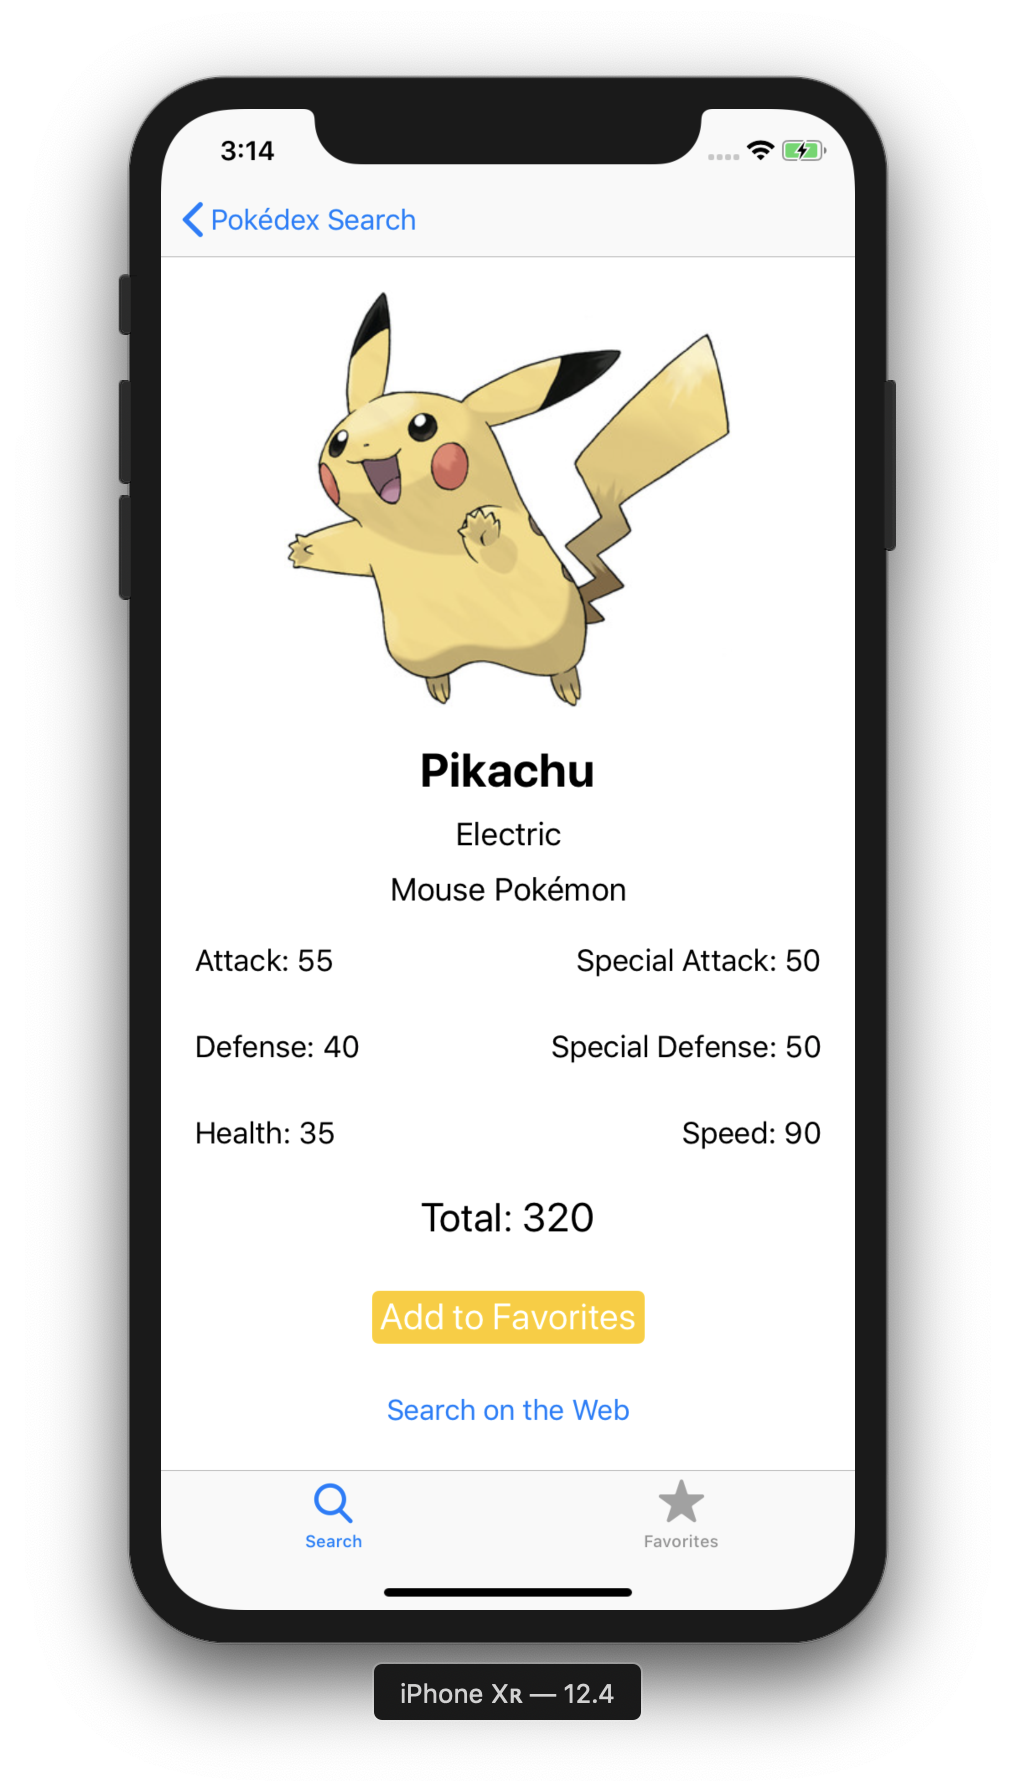 3:14
Pokédex Search
Pikachu
Electric
Mouse Pokémon
Attack: 55 Special Attack: 50
Defense: 40 Special Defense: 50
Health: 35 Speed: 90
Total: 320
Add to Favorites
Search on the Web
Search Favorites
iPhone Xʀ — 12.4